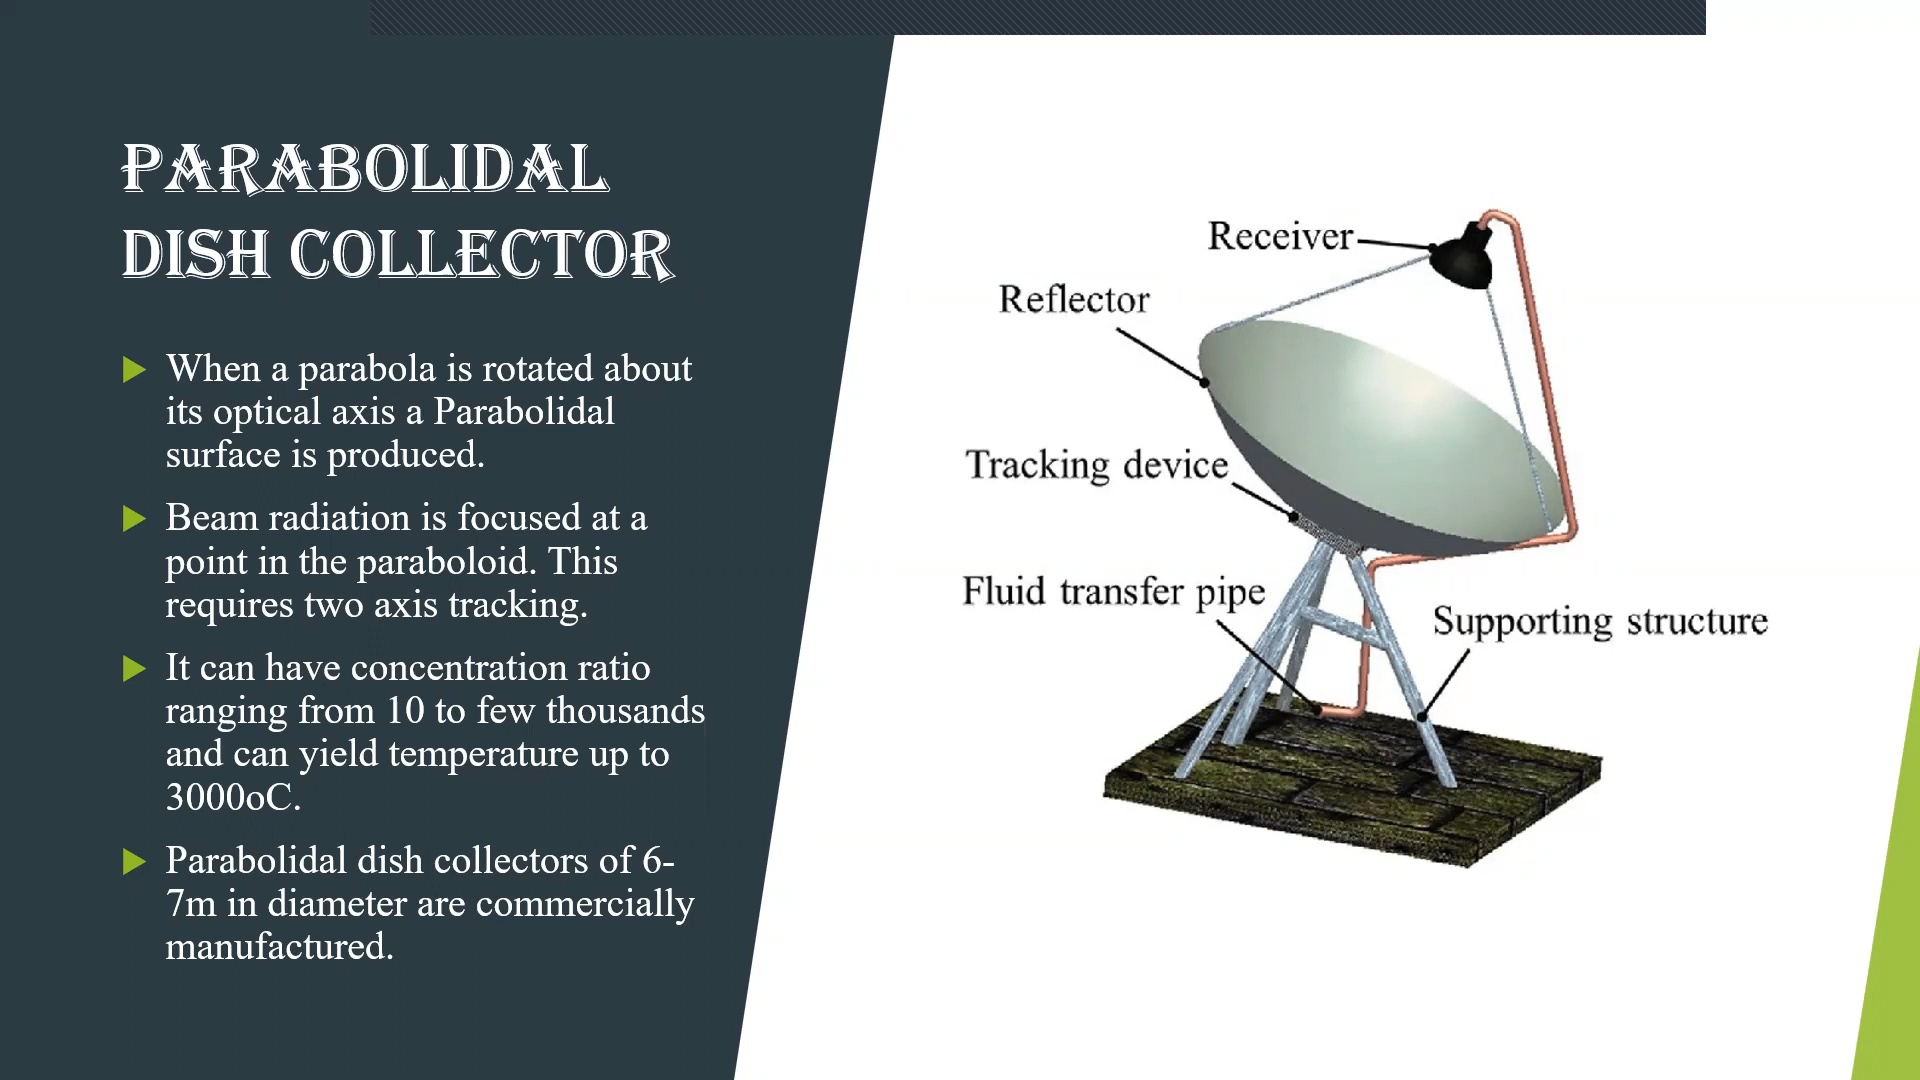 PARABOLIDAL
DISH COLLECTOR
When a parabola is rotated about
its optical axis a Parabolidal
surface is produced.
Beam radiation is focused at a
point in the paraboloid. This
requires two axis tracking.
It can have concentration ratio
ranging from 10 to few thousands
and can yield temperature up to
3000oC.
Parabolidal dish collectors of 6-
7m in diameter are commercially
manufactured.
Receiver
Reflector
Tracking device
Fluid transfer pipe
Supporting structure